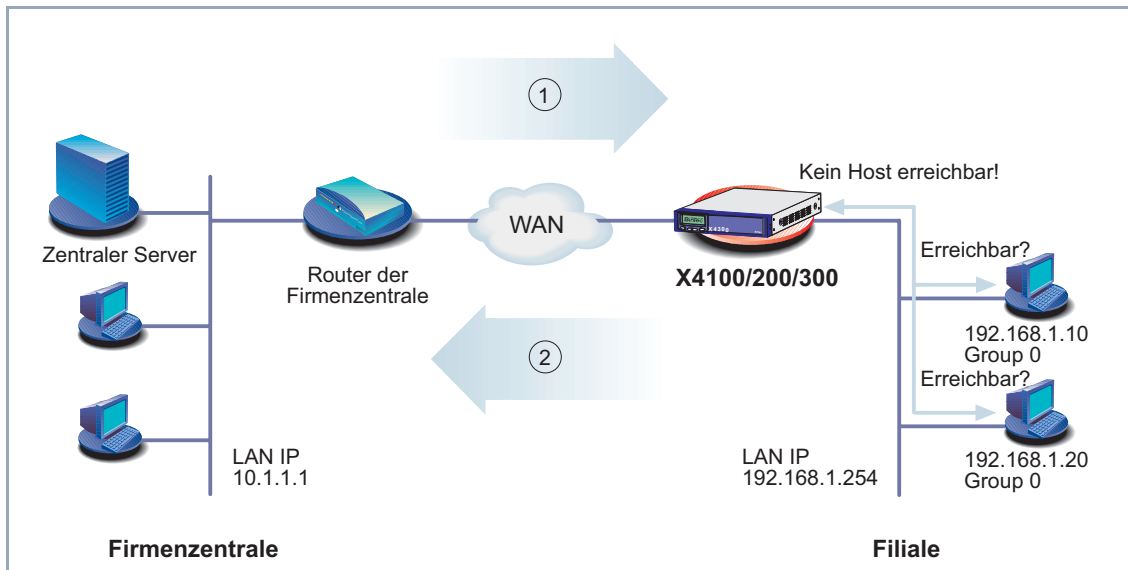 1
Kein Host erreichbar!
Zentraler Server
Router der
Firmenzentrale
WAN
X4100/200/300
Erreichbar?
192.168.1.10
Group 0
2
Erreichbar?
192.168.1.20
Group 0
LAN IP
10.1.1.1
LAN IP
192.168.1.254
Firmenzentrale
Filiale